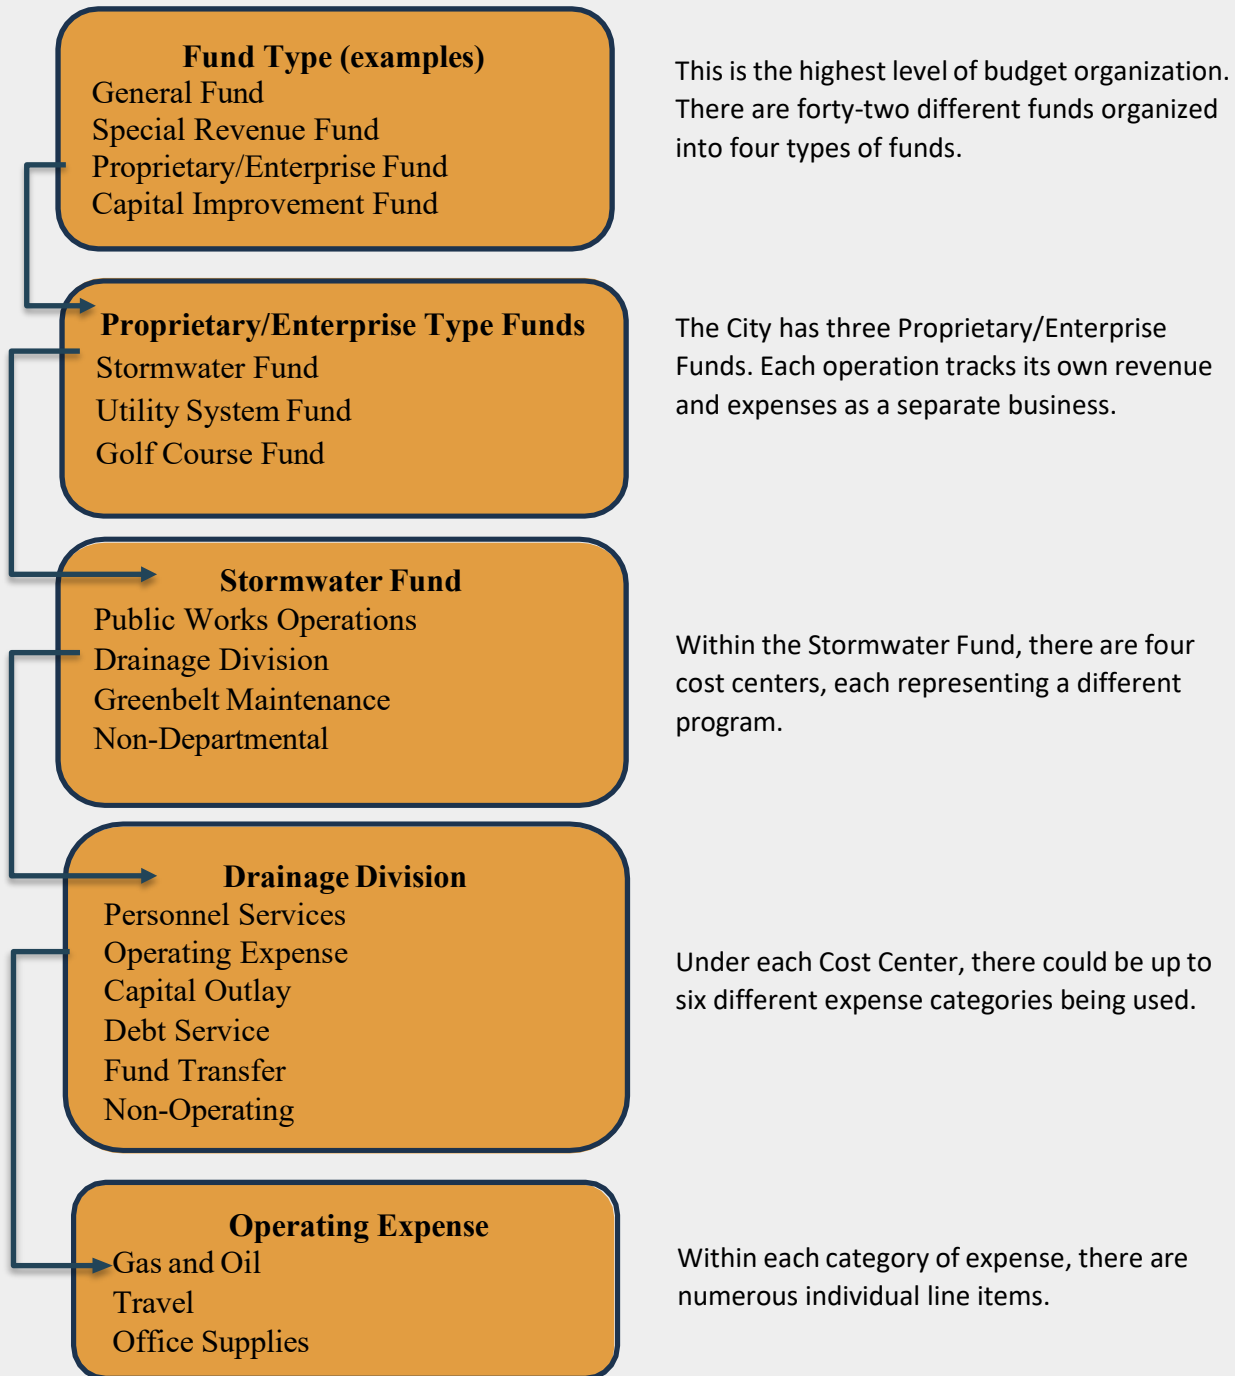 Fund Type (examples)
General Fund
Special Revenue Fund
Proprietary/Enterprise Fund
Capital Improvement Fund
This is the highest level of budget organization.
There are forty-two different funds organized
into four types of funds.
Proprietary/Enterprise Type Funds
Stormwater Fund
Utility System Fund
Golf Course Fund
The City has three Proprietary/Enterprise
Funds. Each operation tracks its own revenue
and expenses as a separate business.
Stormwater Fund
Public Works Operations
Drainage Division
Greenbelt Maintenance
Non-Departmental
Within the Stormwater Fund, there are four
cost centers, each representing a different
program.
Drainage Division
Personnel Services
Operating Expense
Capital Outlay
Debt Service
Fund Transfer
Non-Operating
Under each Cost Center, there could be up to
six different expense categories being used.
Operating Expense
Gas and Oil
Travel
Office Supplies
Within each category of expense, there are
numerous individual line items.